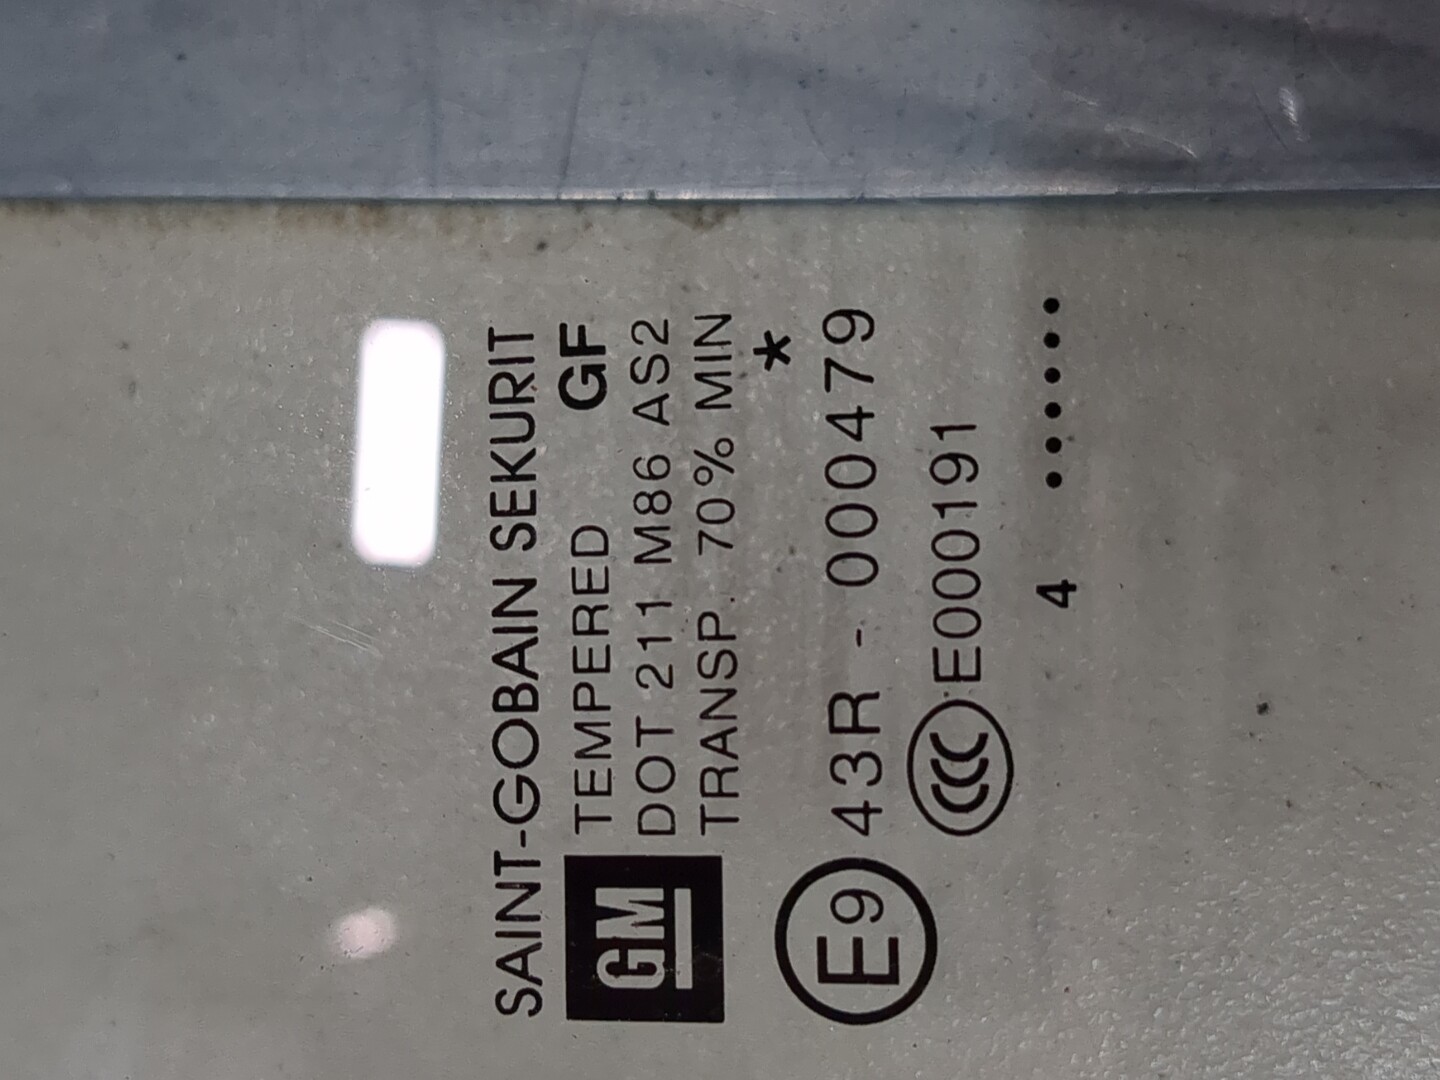 SAINT-GOBAIN SEKURIT
GM TEMPERED GF
DOT 211 M86 AS2
TRANSP. 70% MIN
*
E9 43R - 000479
CCC E000191
4 ••••••